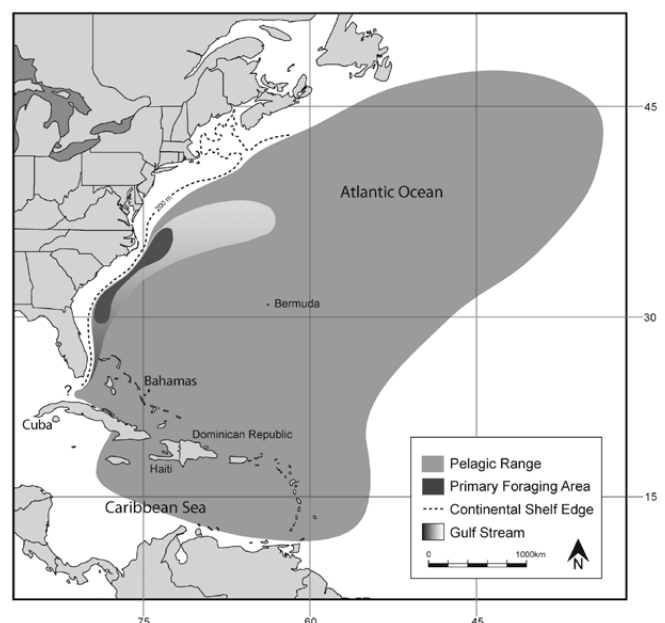 45
200 m
Atlantic Ocean
Bermuda
30
?
Bahamas
Cuba
Dominican Republic
Haiti
Caribbean Sea
15
Pelagic Range
Primary Foraging Area
Continental Shelf Edge
Gulf Stream
0 1000km
N
75 60 45